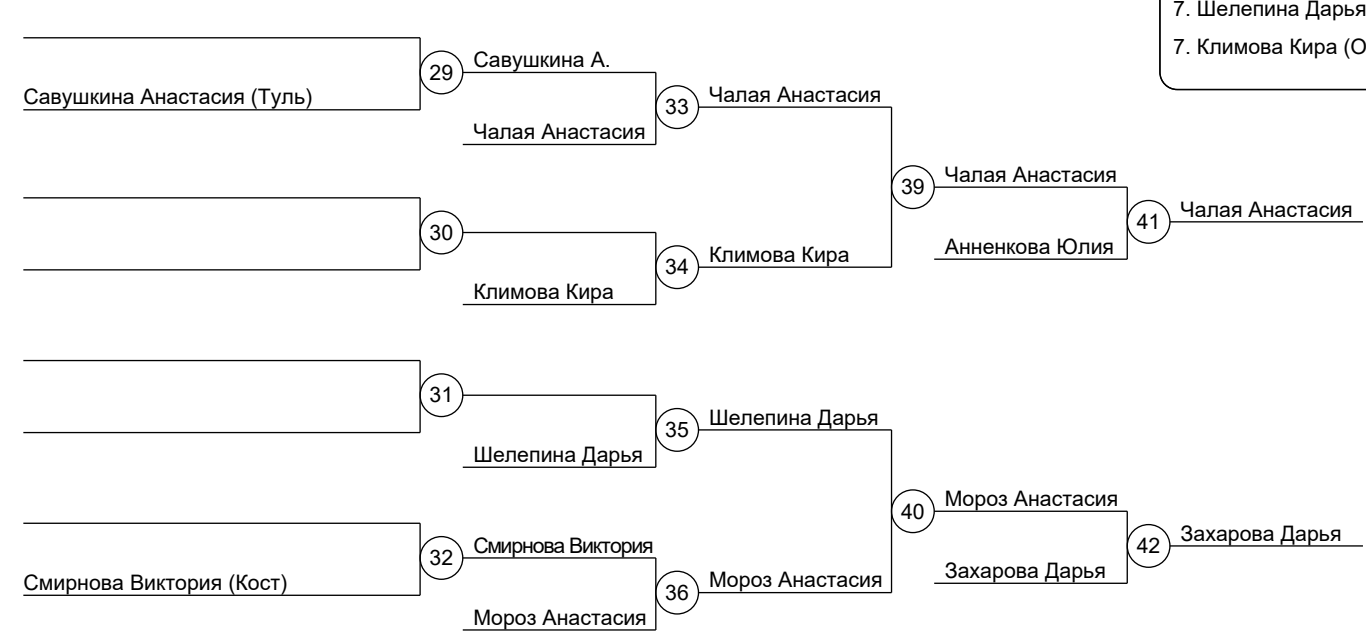 7. Шелепина Дарья
7. Климова Кира (О
29
Савушкина А.
Савушкина Анастасия (Туль)
33
Чалая Анастасия
Чалая Анастасия
39
Чалая Анастасия
30
41
Чалая Анастасия
34
Климова Кира
Анненкова Юлия
Климова Кира
31
35
Шелепина Дарья
Шелепина Дарья
40
Мороз Анастасия
32
Смирнова Виктория
42
Захарова Дарья
Смирнова Виктория (Кост)
36
Мороз Анастасия
Захарова Дарья
Мороз Анастасия